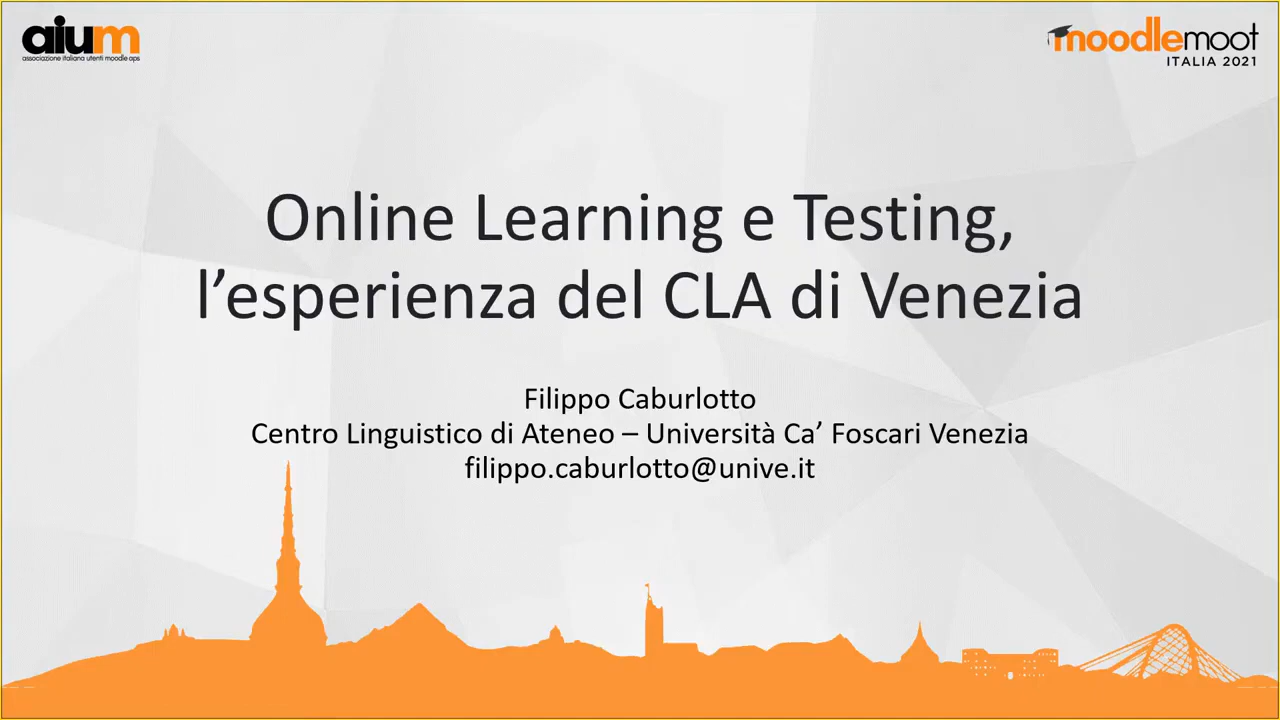 aium
associazione italiana utenti moodle aps
moodlemoot
ITALIA 2021
Online Learning e Testing,
l’esperienza del CLA di Venezia
Filippo Caburlotto
Centro Linguistico di Ateneo – Università Ca’ Foscari Venezia
filippo.caburlotto@unive.it